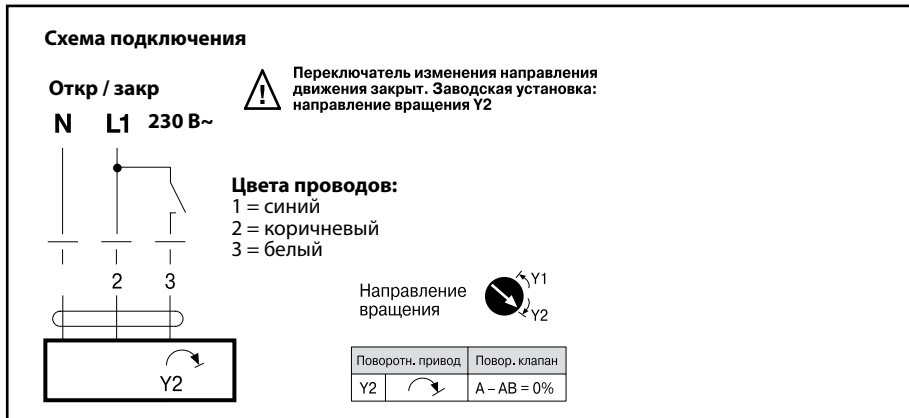 Схема подключения
Откр / закр
N L1 230 В~
Переключатель изменения направления
движения закрыт. Заводская установка:
направление вращения Y2
Цвета проводов:
1 = синий
2 = коричневый
3 = белый
2 3
Y2
Направление
вращения
Y1
Y2
Поворотн. привод Повор. клапан
Y2 A – AB = 0%